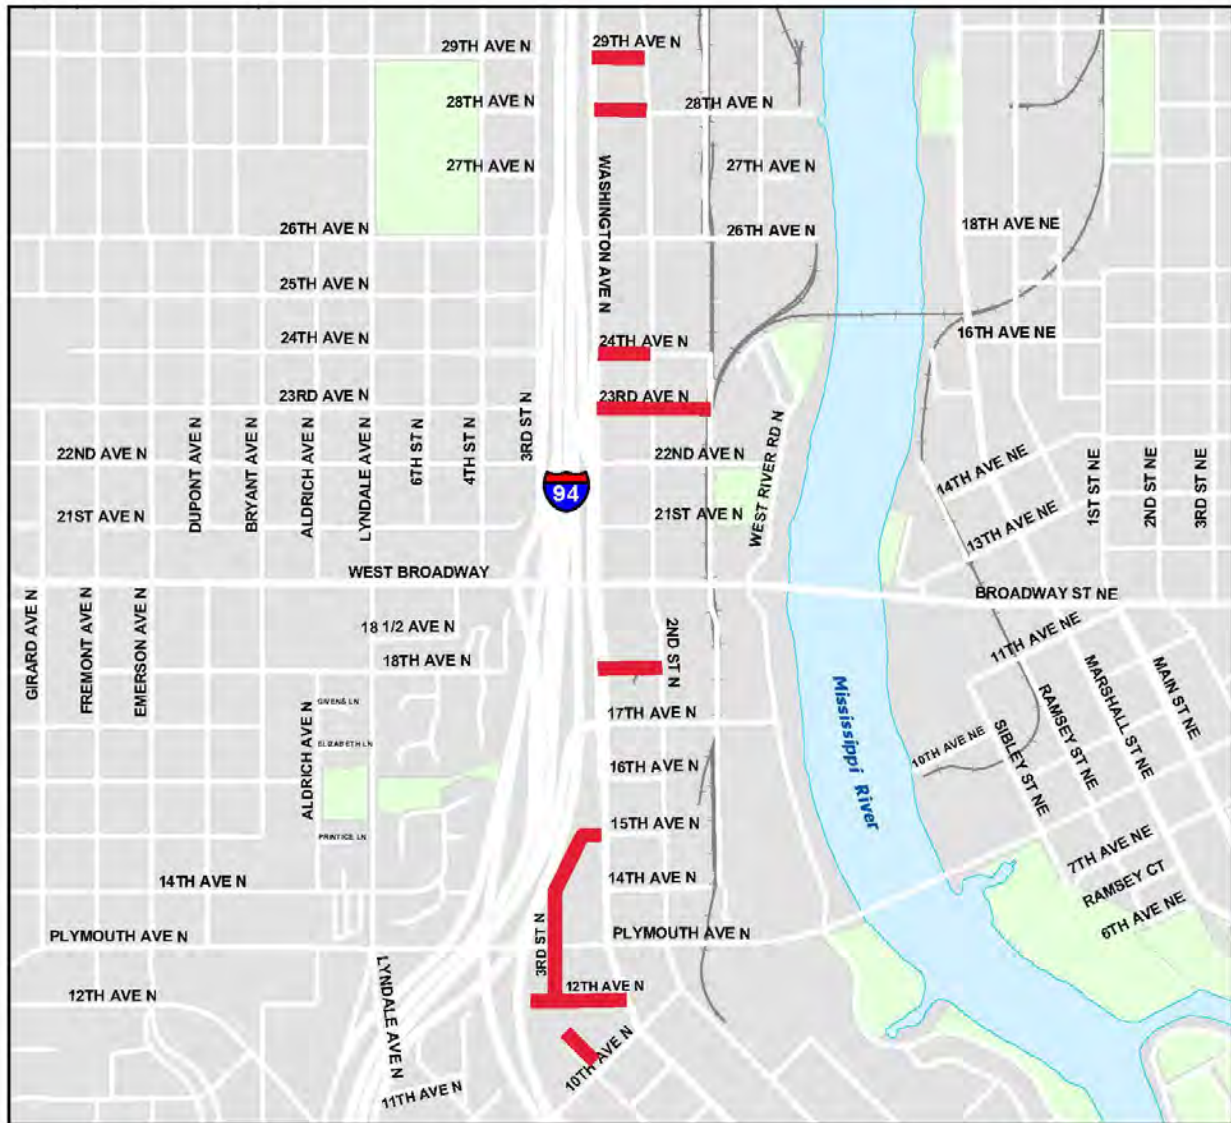 29TH AVE N
29TH AVE N
28TH AVE N
28TH AVE N
27TH AVE N
27TH AVE N
WASHINGTON AVE N
26TH AVE N
26TH AVE N
18TH AVE NE
25TH AVE N
24TH AVE N
24TH AVE N
16TH AVE NE
23RD AVE N
23RD AVE N
3RD ST N
WEST RIVER RD N
22ND AVE N
DUPONT AVE N
BRYANT AVE N
ALDRICH AVE N
LYNDALE AVE N
6TH ST N
4TH ST N
22ND AVE N
14TH AVE NE
1ST ST NE
2ND ST NE
3RD ST NE
94
21ST AVE N
21ST AVE N
13TH AVE NE
WEST BROADWAY
BROADWAY ST NE
GIRARD AVE N
FREMONT AVE N
EMERSON AVE N
18 1/2 AVE N
2ND ST N
11TH AVE NE
18TH AVE N
MARSHALL ST NE
MAIN ST NE
GIVENS LN
17TH AVE N
Mississippi River
RAMSEY ST NE
SIBLEY ST NE
10TH AVE NE
ALDRICH AVE N
ELIZABETH LN
16TH AVE N
15TH AVE N
PRINTICE LN
7TH AVE NE
14TH AVE N
14TH AVE N
RAMSEY CT
6TH AVE NE
PLYMOUTH AVE N
3RD ST N
PLYMOUTH AVE N
12TH AVE N
LYNDALE AVE N
12TH AVE N
10TH AVE N
11TH AVE N